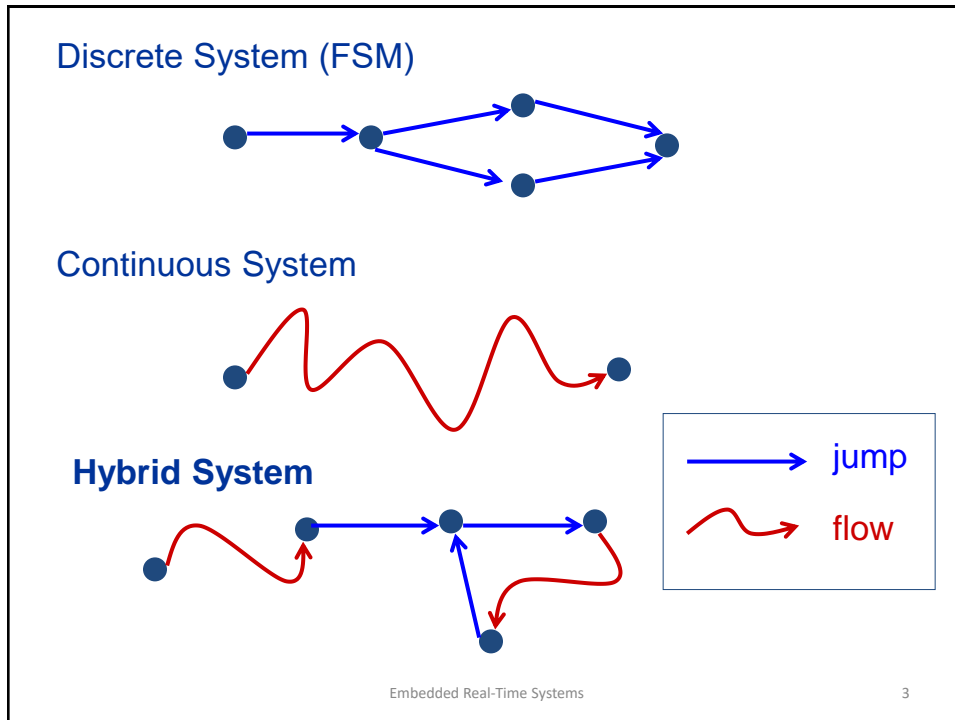 Discrete System (FSM)
Continuous System
Hybrid System
jump
flow
Embedded Real-Time Systems
3